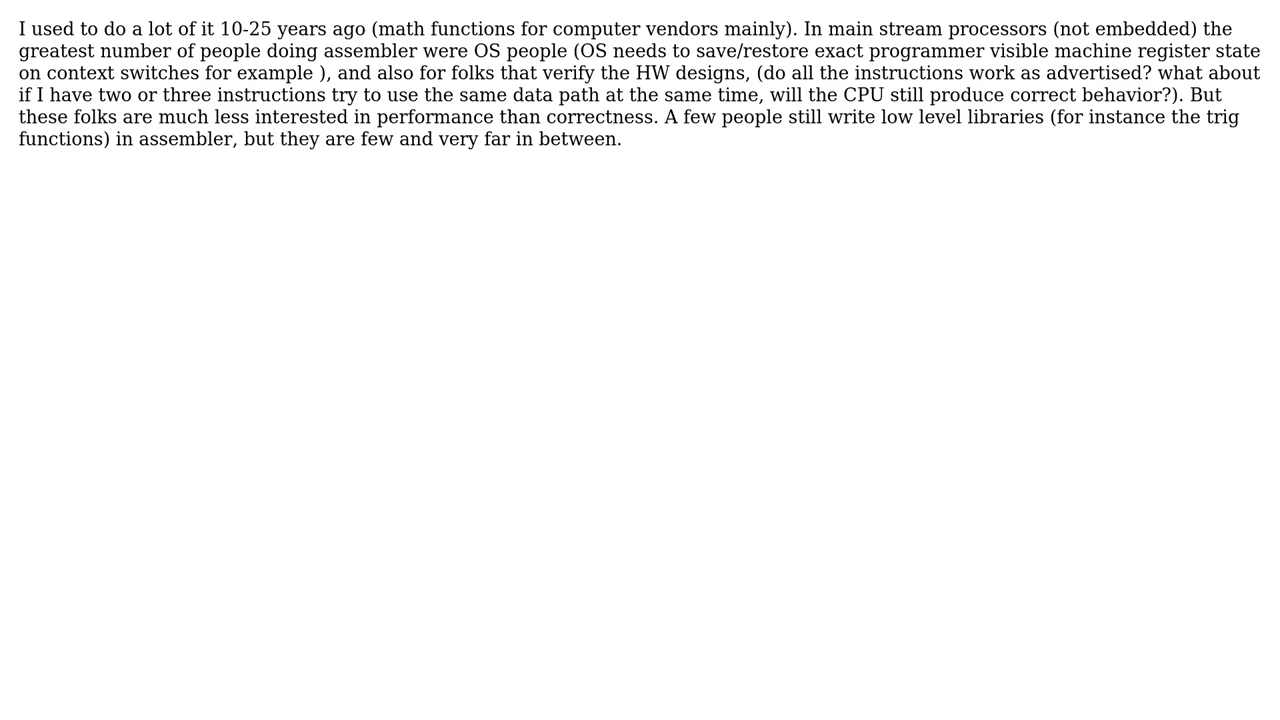 I used to do a lot of it 10-25 years ago (math functions for computer vendors mainly). In main stream processors (not embedded) the
greatest number of people doing assembler were OS people (OS needs to save/restore exact programmer visible machine register state
on context switches for example ), and also for folks that verify the HW designs, (do all the instructions work as advertised? what about
if I have two or three instructions try to use the same data path at the same time, will the CPU still produce correct behavior?). But
these folks are much less interested in performance than correctness. A few people still write low level libraries (for instance the trig
functions) in assembler, but they are few and very far in between.